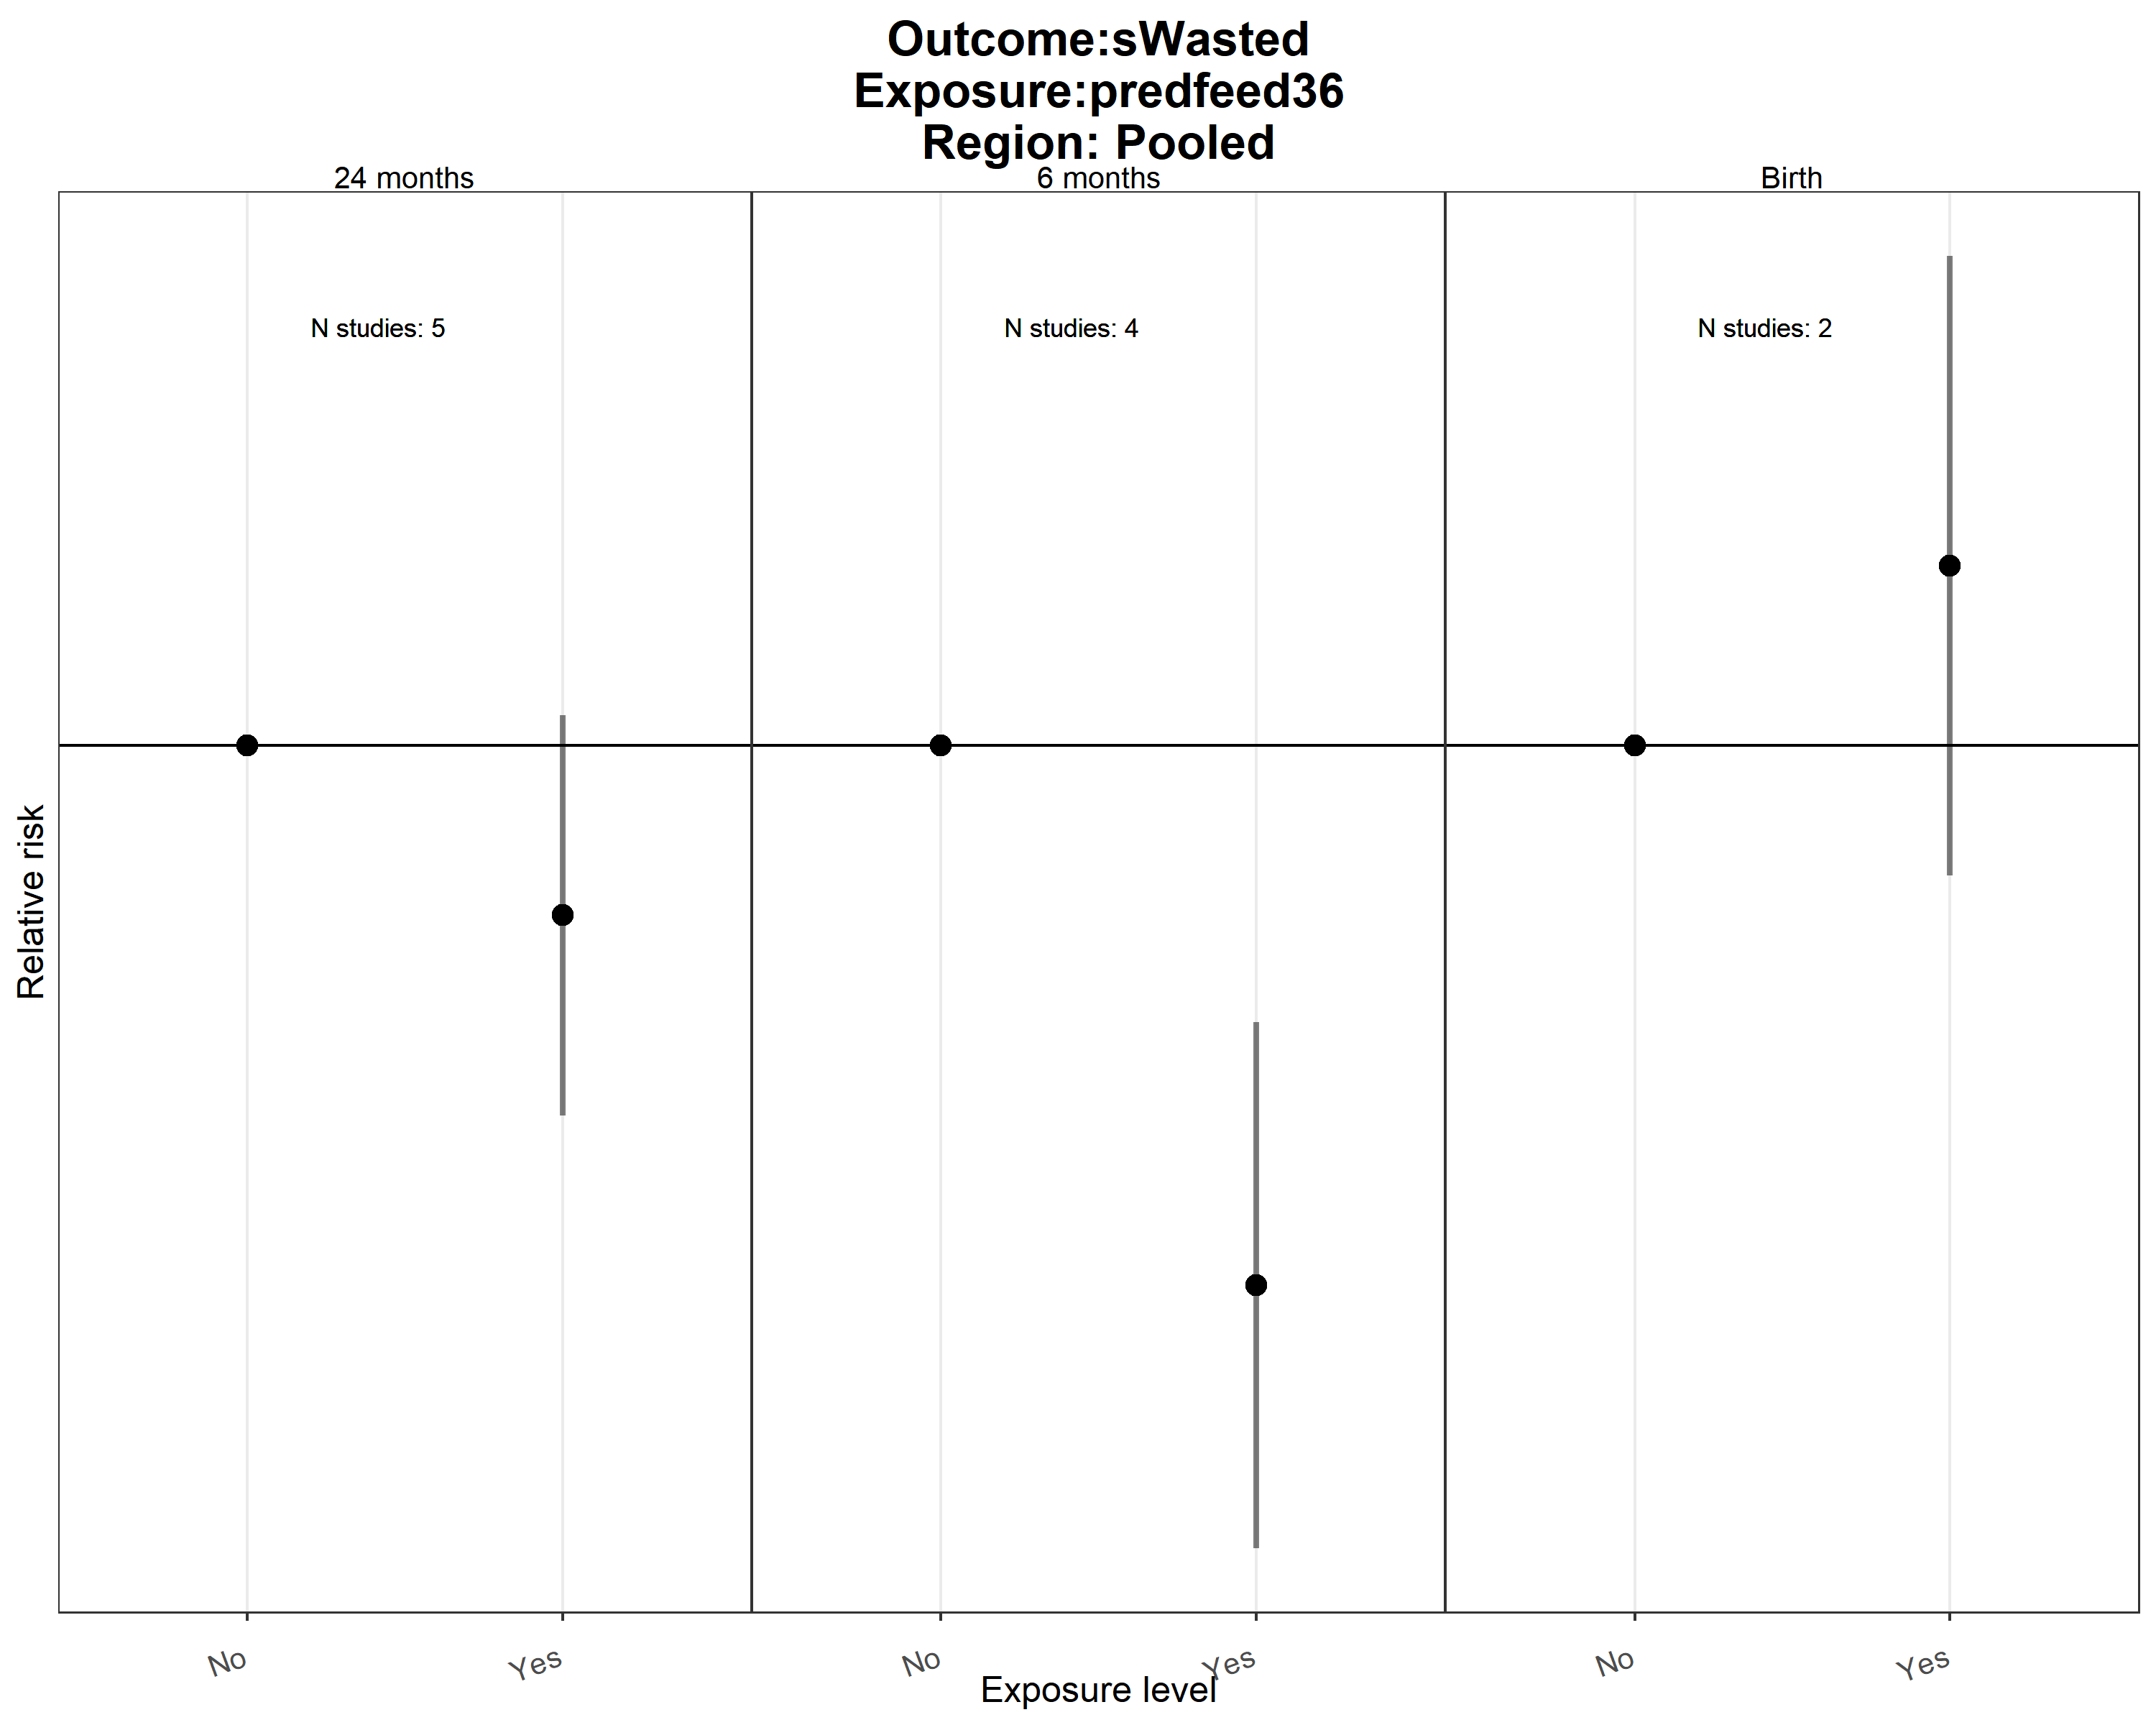 Outcome:sWasted
Exposure:predfeed36
Region: Pooled
24 months
6 months
Birth
N studies: 5
N studies: 4
N studies: 2
Relative risk
No
Yes
No
Yes
No
Yes
Exposure level